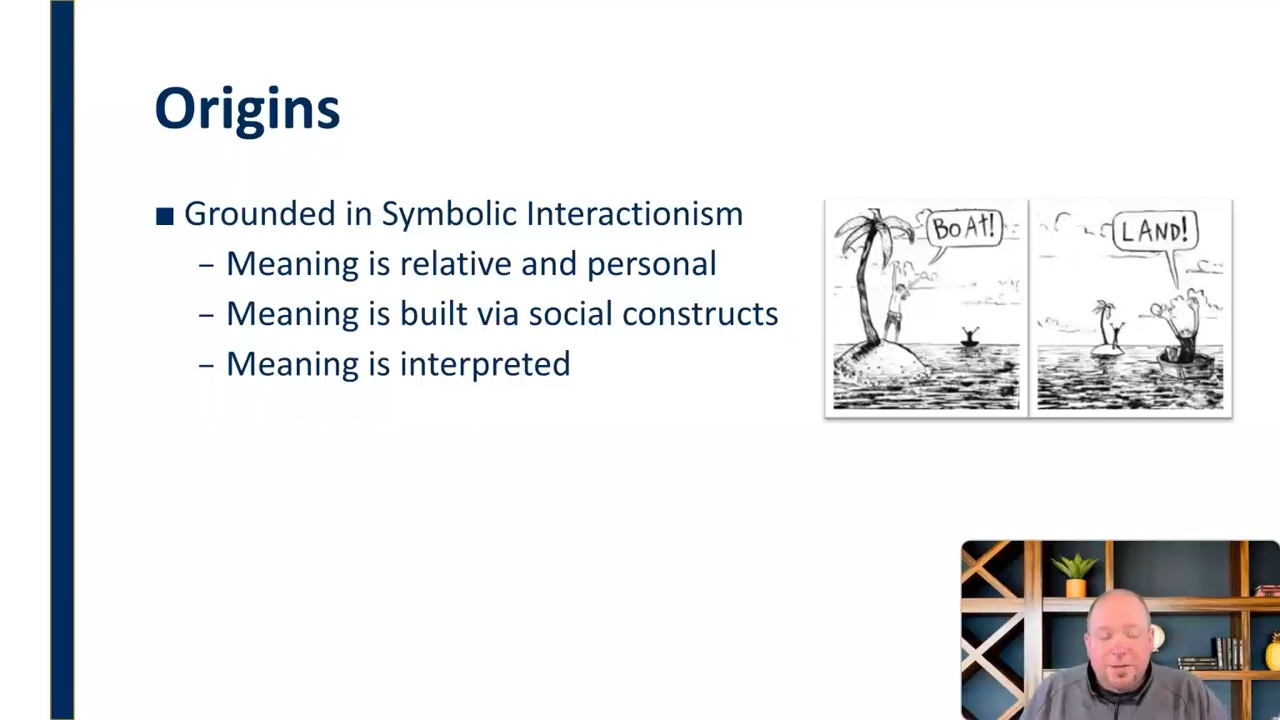 Origins
■ Grounded in Symbolic Interactionism
– Meaning is relative and personal
– Meaning is built via social constructs
– Meaning is interpreted
BOAT!
LAND!